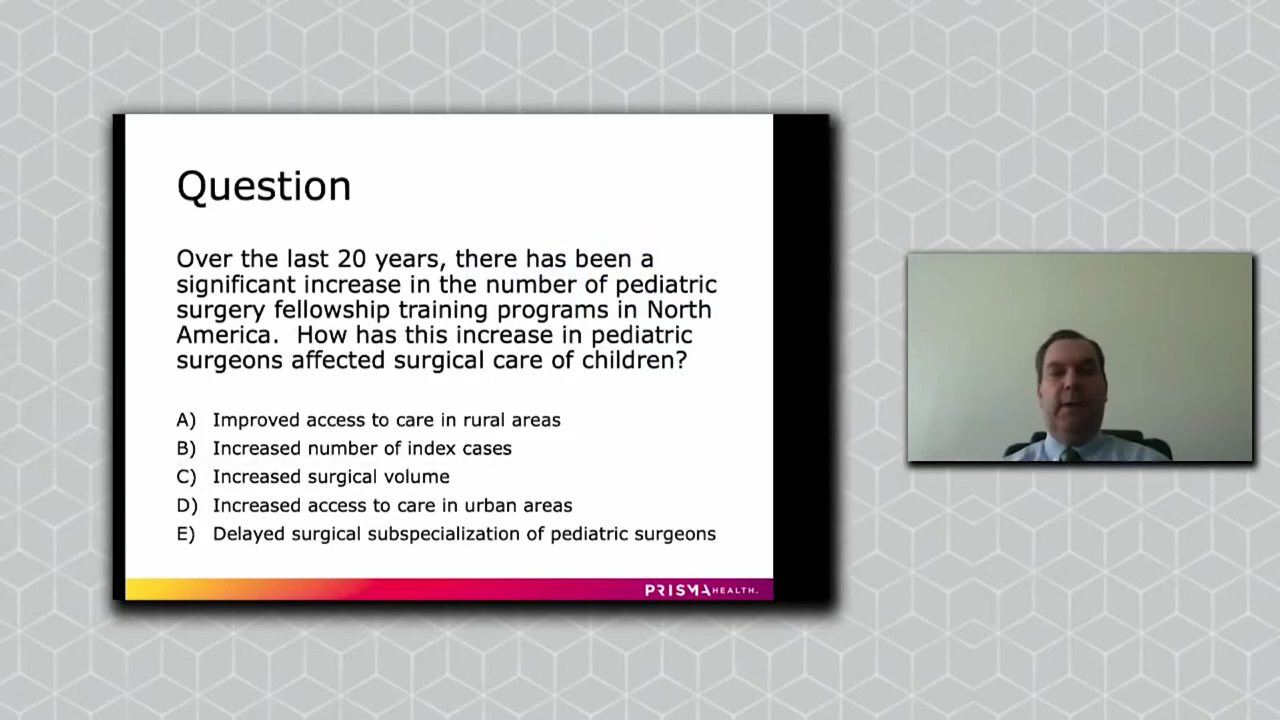 Question
Over the last 20 years, there has been a
significant increase in the number of pediatric
surgery fellowship training programs in North
America.  How has this increase in pediatric
surgeons affected surgical care of children?
A) Improved access to care in rural areas
B) Increased number of index cases
C) Increased surgical volume
D) Increased access to care in urban areas
E) Delayed surgical subspecialization of pediatric surgeons
PRISMA HEALTH™